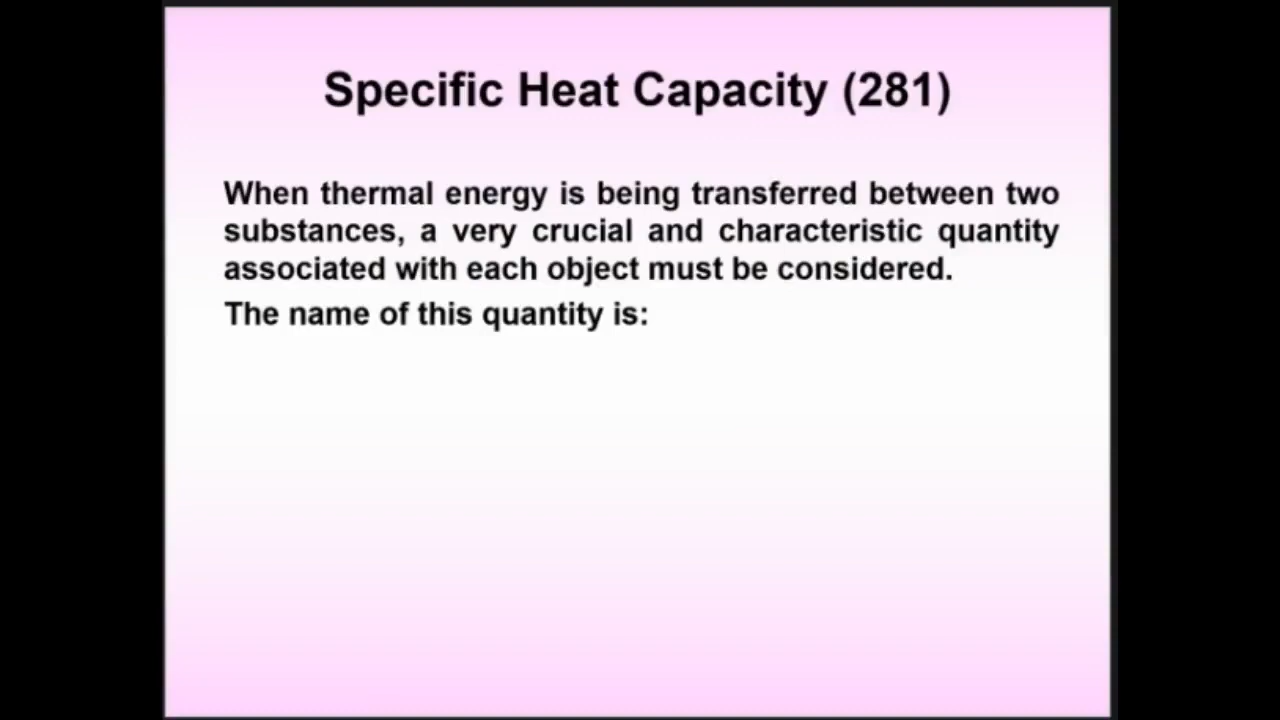 Specific Heat Capacity (281)
When thermal energy is being transferred between two
substances, a very crucial and characteristic quantity
associated with each object must be considered.
The name of this quantity is: